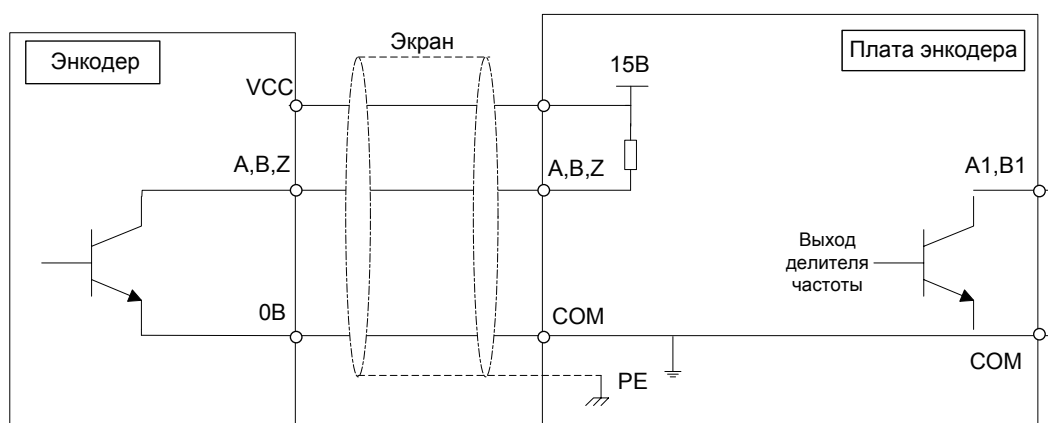 Энкодер
Экран
Плата энкодера
VCC
15В
A,B,Z
A,B,Z
A1,B1
Выход
делителя
частоты
0В
COM
COM
PE